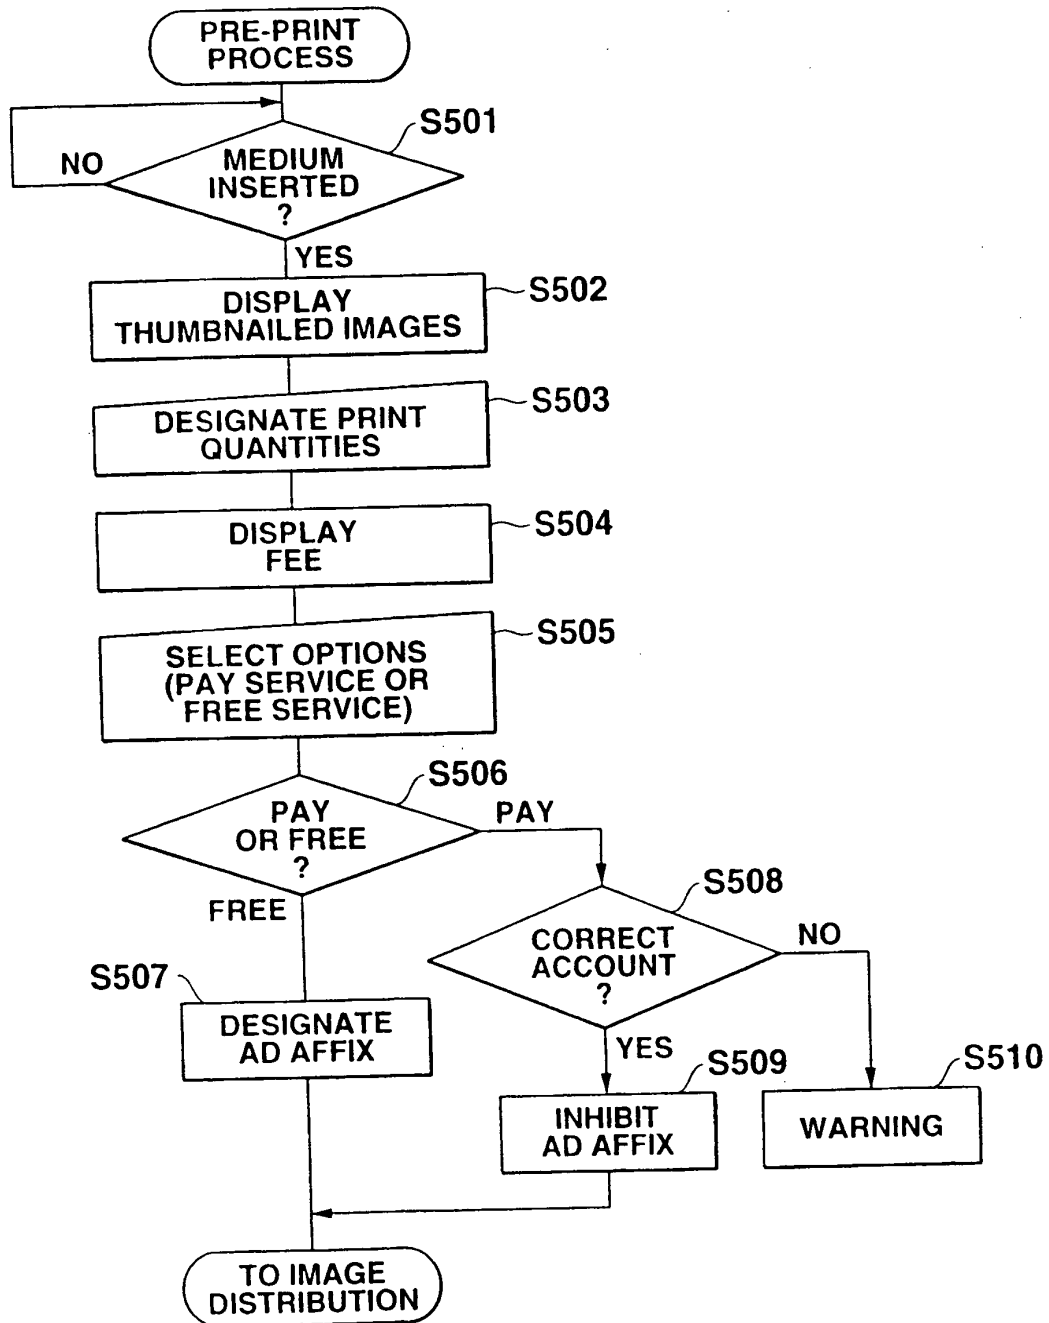 PRE-PRINT
PROCESS
S501
NO
MEDIUM
INSERTED
?
YES
S502
DISPLAY
THUMBNAILED IMAGES
S503
DESIGNATE PRINT
QUANTITIES
S504
DISPLAY
FEE
S505
SELECT OPTIONS
(PAY SERVICE OR
FREE SERVICE)
S506
PAY
OR FREE
?
PAY
FREE
S508
CORRECT
ACCOUNT
?
NO
S507
DESIGNATE
AD AFFIX
YES
S509
INHIBIT
AD AFFIX
S510
WARNING
TO IMAGE
DISTRIBUTION